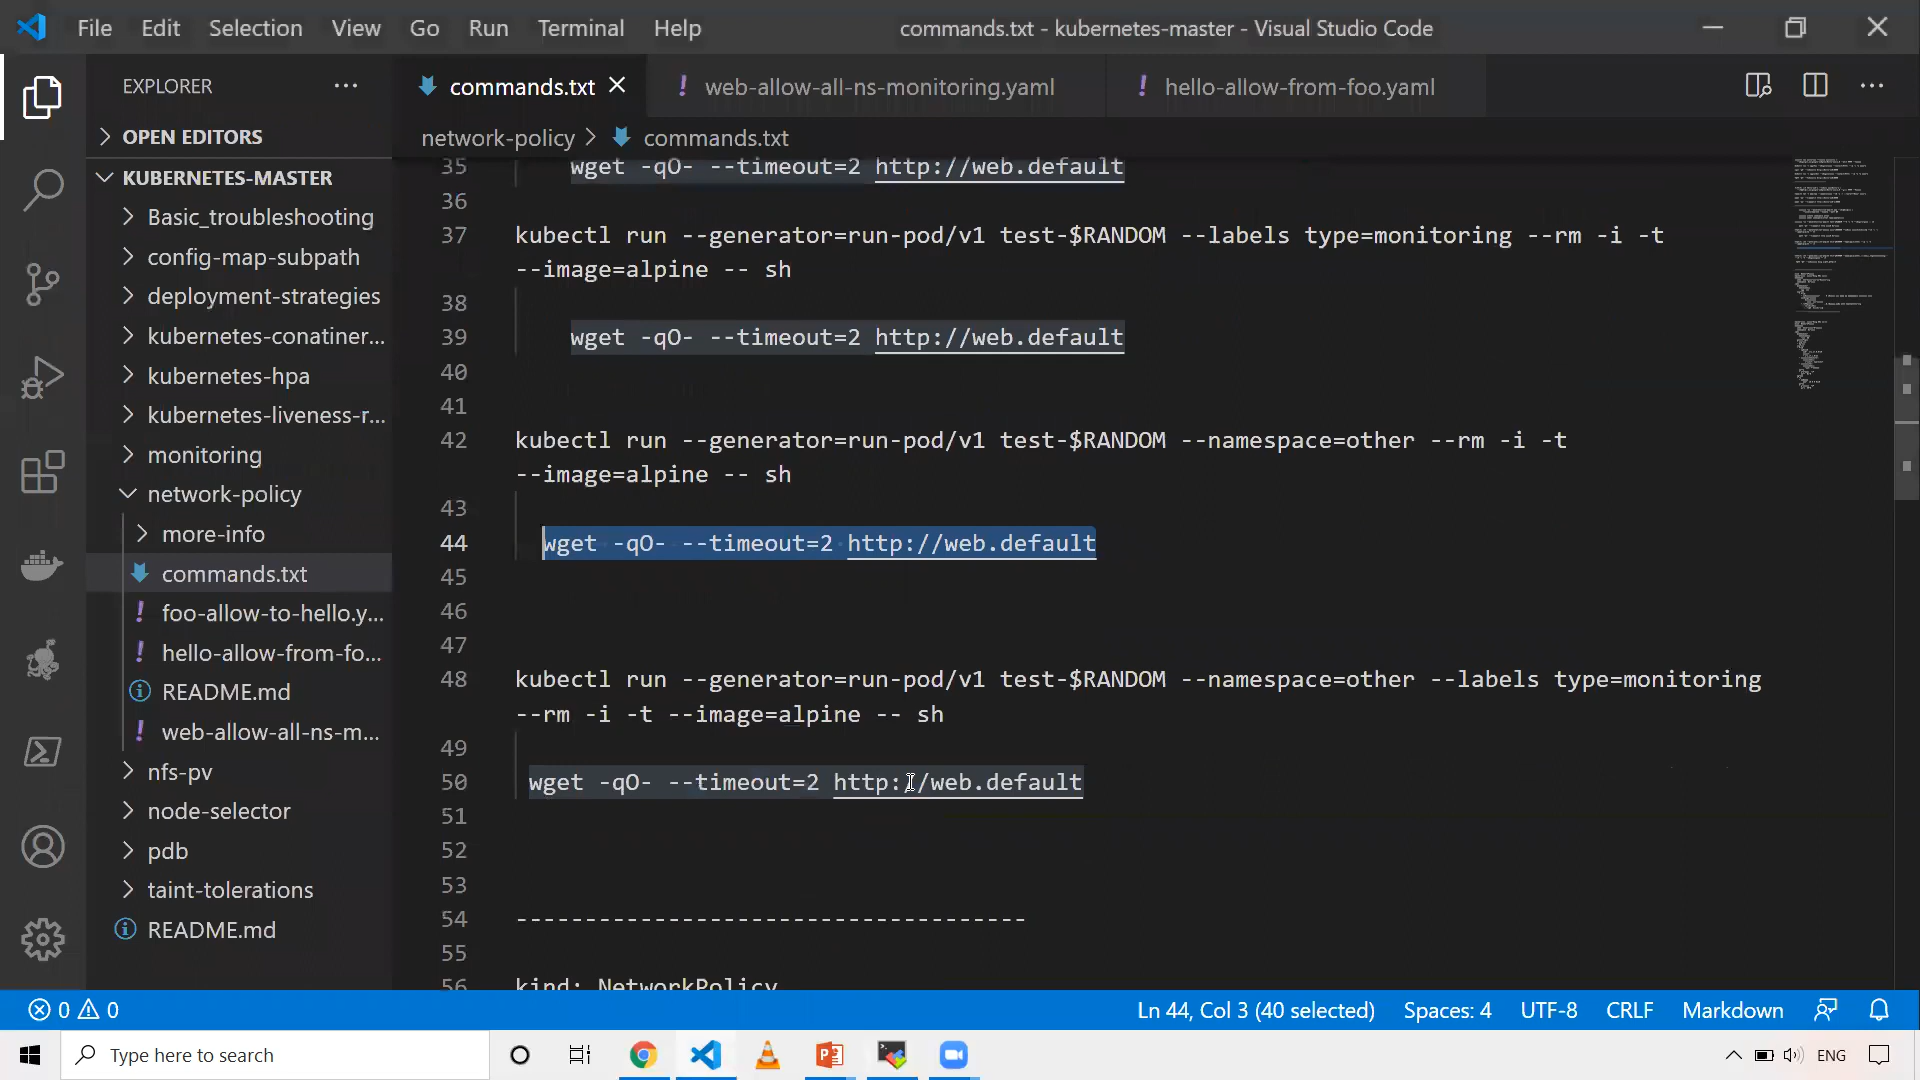 File Edit Selection View Go Run Terminal Help commands.txt - kubernetes-master - Visual Studio Code
EXPLORER
commands.txt
web-allow-all-ns-monitoring.yaml
hello-allow-from-foo.yaml
OPEN EDITORS
KUBERNETES-MASTER
Basic_troubleshooting
config-map-subpath
deployment-strategies
kubernetes-conatiner...
kubernetes-hpa
kubernetes-liveness-r...
monitoring
network-policy
more-info
commands.txt
foo-allow-to-hello.y...
hello-allow-from-fo...
README.md
web-allow-all-ns-m...
nfs-pv
node-selector
pdb
taint-tolerations
README.md
network-policy > commands.txt
35 wget -qO- --timeout=2 http://web.default
36
37 kubectl run --generator=run-pod/v1 test-$RANDOM --labels type=monitoring --rm -i -t
--image=alpine -- sh
38
39 wget -qO- --timeout=2 http://web.default
40
41
42 kubectl run --generator=run-pod/v1 test-$RANDOM --namespace=other --rm -i -t
--image=alpine -- sh
43
44 wget -qO- --timeout=2 http://web.default
45
46
47
48 kubectl run --generator=run-pod/v1 test-$RANDOM --namespace=other --labels type=monitoring
--rm -i -t --image=alpine -- sh
49
50 wget -qO- --timeout=2 http://web.default
51
52
53
54 -------------------------------------
55
56 kind: NetworkPolicy
0 0 Ln 44, Col 3 (40 selected) Spaces: 4 UTF-8 CRLF Markdown
Type here to search
ENG